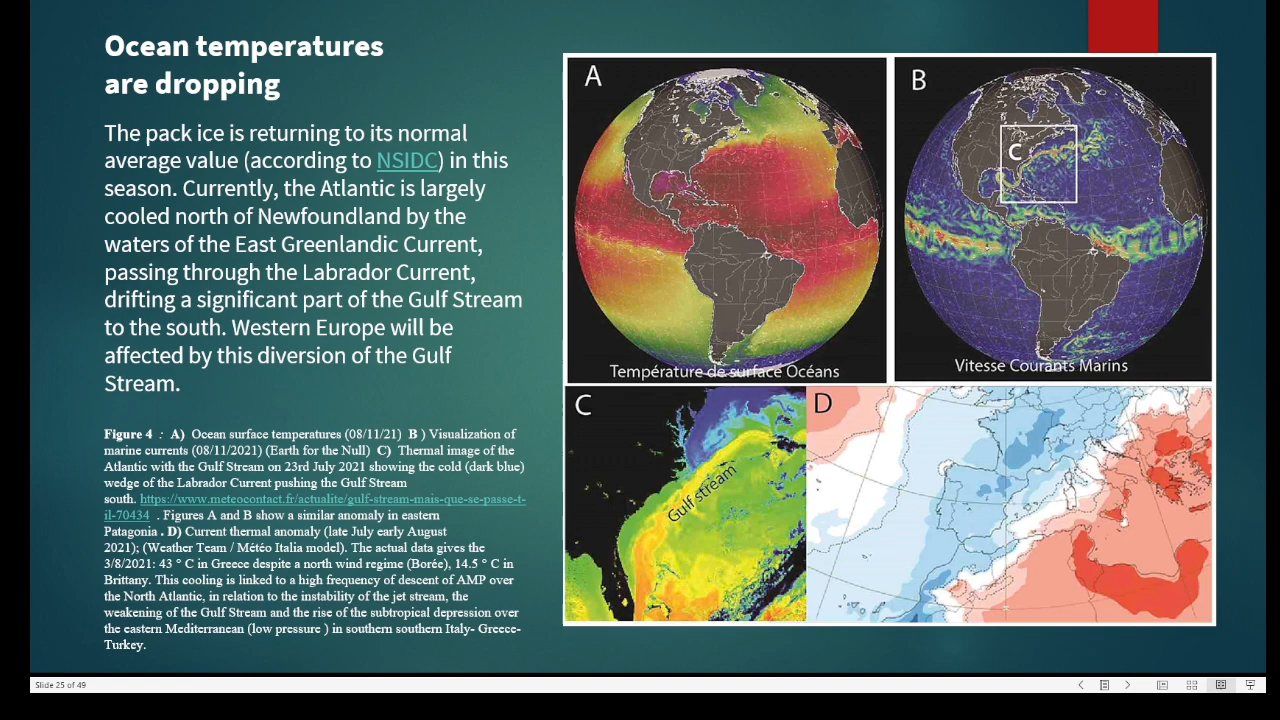 Ocean temperatures
are dropping
The pack ice is returning to its normal
average value (according to NSIDC) in this
season. Currently, the Atlantic is largely
cooled north of Newfoundland by the
waters of the East Greenlandic Current,
passing through the Labrador Current,
drifting a significant part of the Gulf Stream
to the south. Western Europe will be
affected by this diversion of the Gulf
Stream.
Figure 4 : A) Ocean surface temperatures (08/11/21) B ) Visualization of
marine currents (08/11/2021) (Earth for the Null) C) Thermal image of the
Atlantic with the Gulf Stream on 23rd July 2021 showing the cold (dark blue)
wedge of the Labrador Current pushing the Gulf Stream
south. https://www.meteocontact.fr/actualite/gulf-stream-mais-que-se-passe-t-
il-70434 . Figures A and B show a similar anomaly in eastern
Patagonia . D) Current thermal anomaly (late July early August
2021); (Weather Team / Météo Italia model). The actual data gives the
3/8/2021: 43 ° C in Greece despite a north wind regime (Borée), 14.5 ° C in
Brittany. This cooling is linked to a high frequency of descent of AMP over
the North Atlantic, in relation to the instability of the jet stream, the
weakening of the Gulf Stream and the rise of the subtropical depression over
the eastern Mediterranean (low pressure ) in southern southern Italy- Greece-
Turkey.
A
Température de surface Océans
B
C
Vitesse Courants Marins
C
Gulf stream
D
Slide 25 of 49